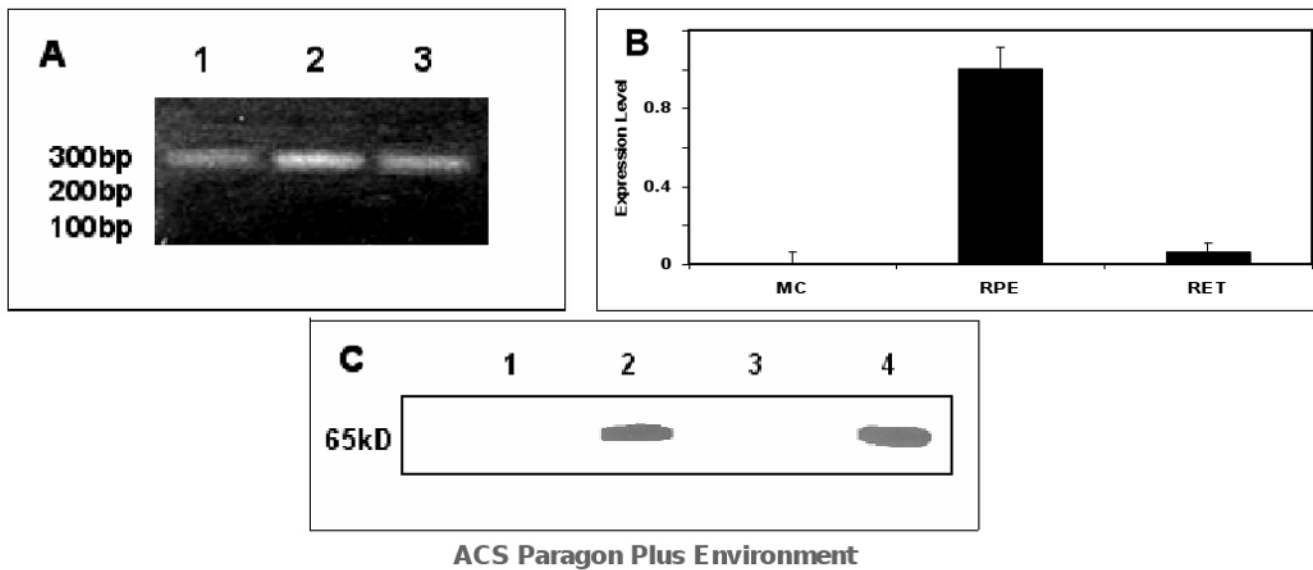 A
1 2 3
300bp
200bp
100bp
B
Expression Level
0.8
0.4
0
MC RPE RET
C
1 2 3 4
65kD
ACS Paragon Plus Environment